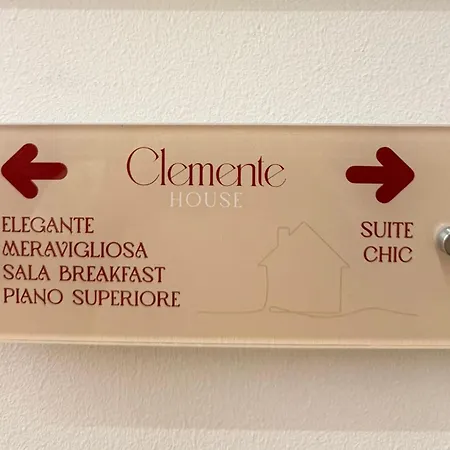 Clemente
HOUSE
ELEGANTE
MERAVIGLIOSA
SALA BREAKFAST
PIANO SUPERIORE
SUITE
CHIC